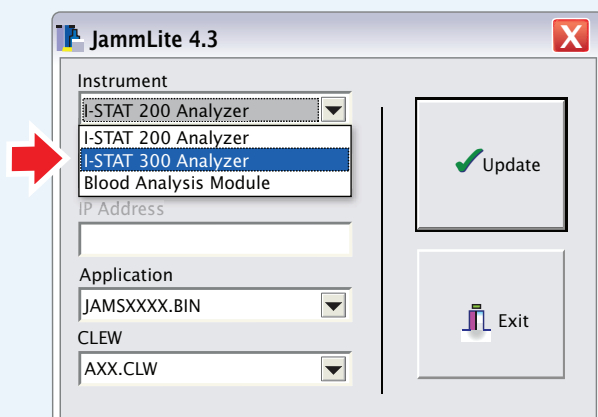 JammLite 4.3
Instrument
I-STAT 200 Analyzer
I-STAT 200 Analyzer
I-STAT 300 Analyzer
Blood Analysis Module
IP Address
Application
JAMSXXXX.BIN
CLEW
AXX.CLW
Update
Exit